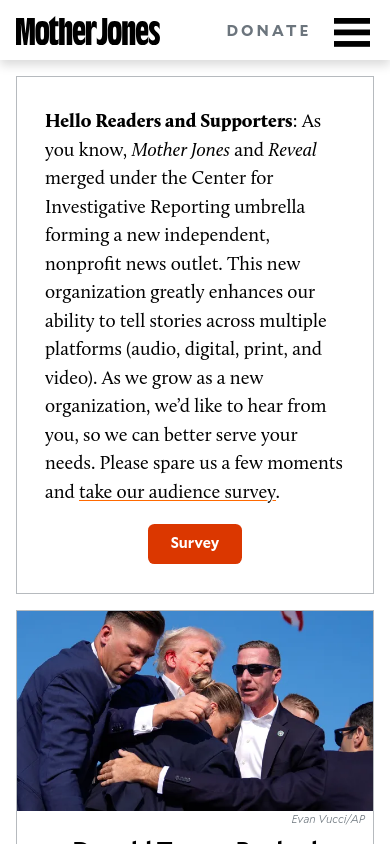 Mother Jones
DONATE
Hello Readers and Supporters: As
you know, Mother Jones and Reveal
merged under the Center for
Investigative Reporting umbrella
forming a new independent,
nonprofit news outlet. This new
organization greatly enhances our
ability to tell stories across multiple
platforms (audio, digital, print, and
video). As we grow as a new
organization, we’d like to hear from
you, so we can better serve your
needs. Please spare us a few moments
and take our audience survey.
Survey
Evan Vucci/AP